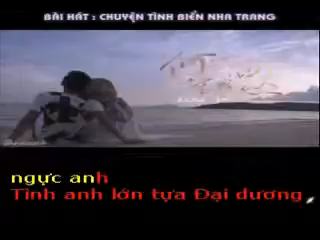 BÀI HÁT : CHUYỆN TÌNH BIỂN NHA TRANG
ngực anh
Tình anh lớn tựa Đại dương